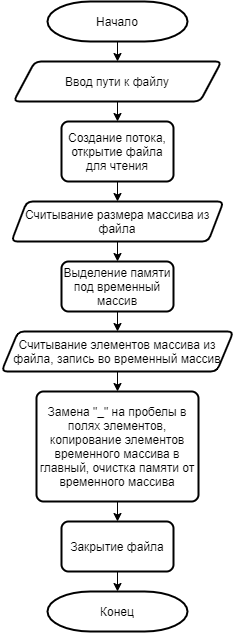 Начало
Ввод пути к файлу
Создание потока,
открытие файла
для чтения
Считывание размера массива из
файла
Выделение памяти
под временный
массив
Считывание элементов массива из
файла, запись во временный массив
Замена "_" на пробелы в
полях элементов,
копирование элементов
временного массива в
главный, очистка памяти от
временного массива
Закрытие файла
Конец